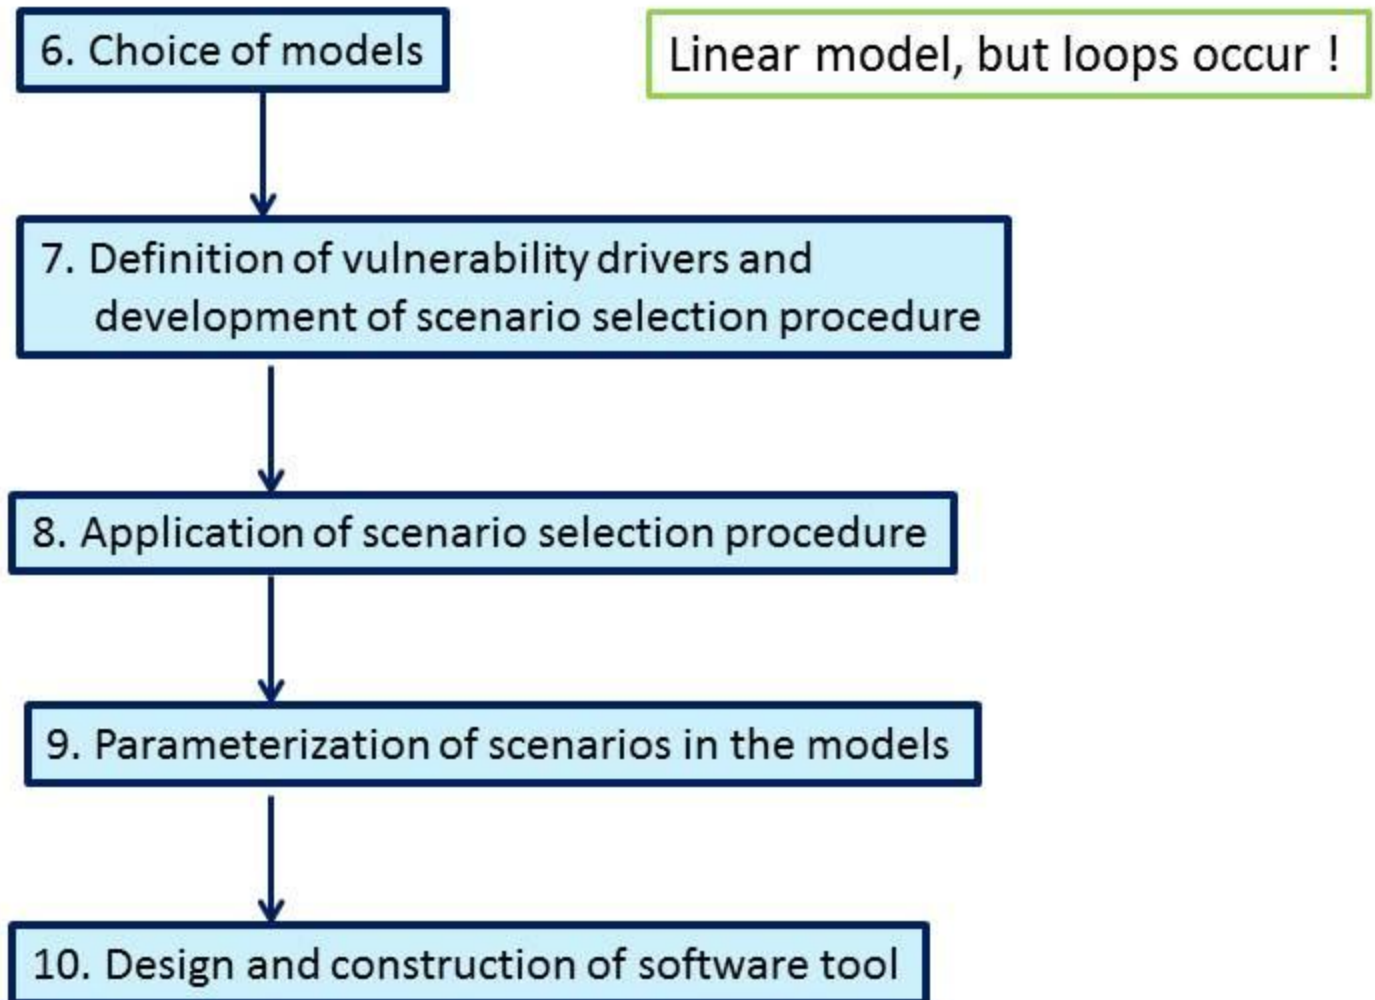 6. Choice of models
Linear model, but loops occur !
7. Definition of vulnerability drivers and
development of scenario selection procedure
8. Application of scenario selection procedure
9. Parameterization of scenarios in the models
10. Design and construction of software tool